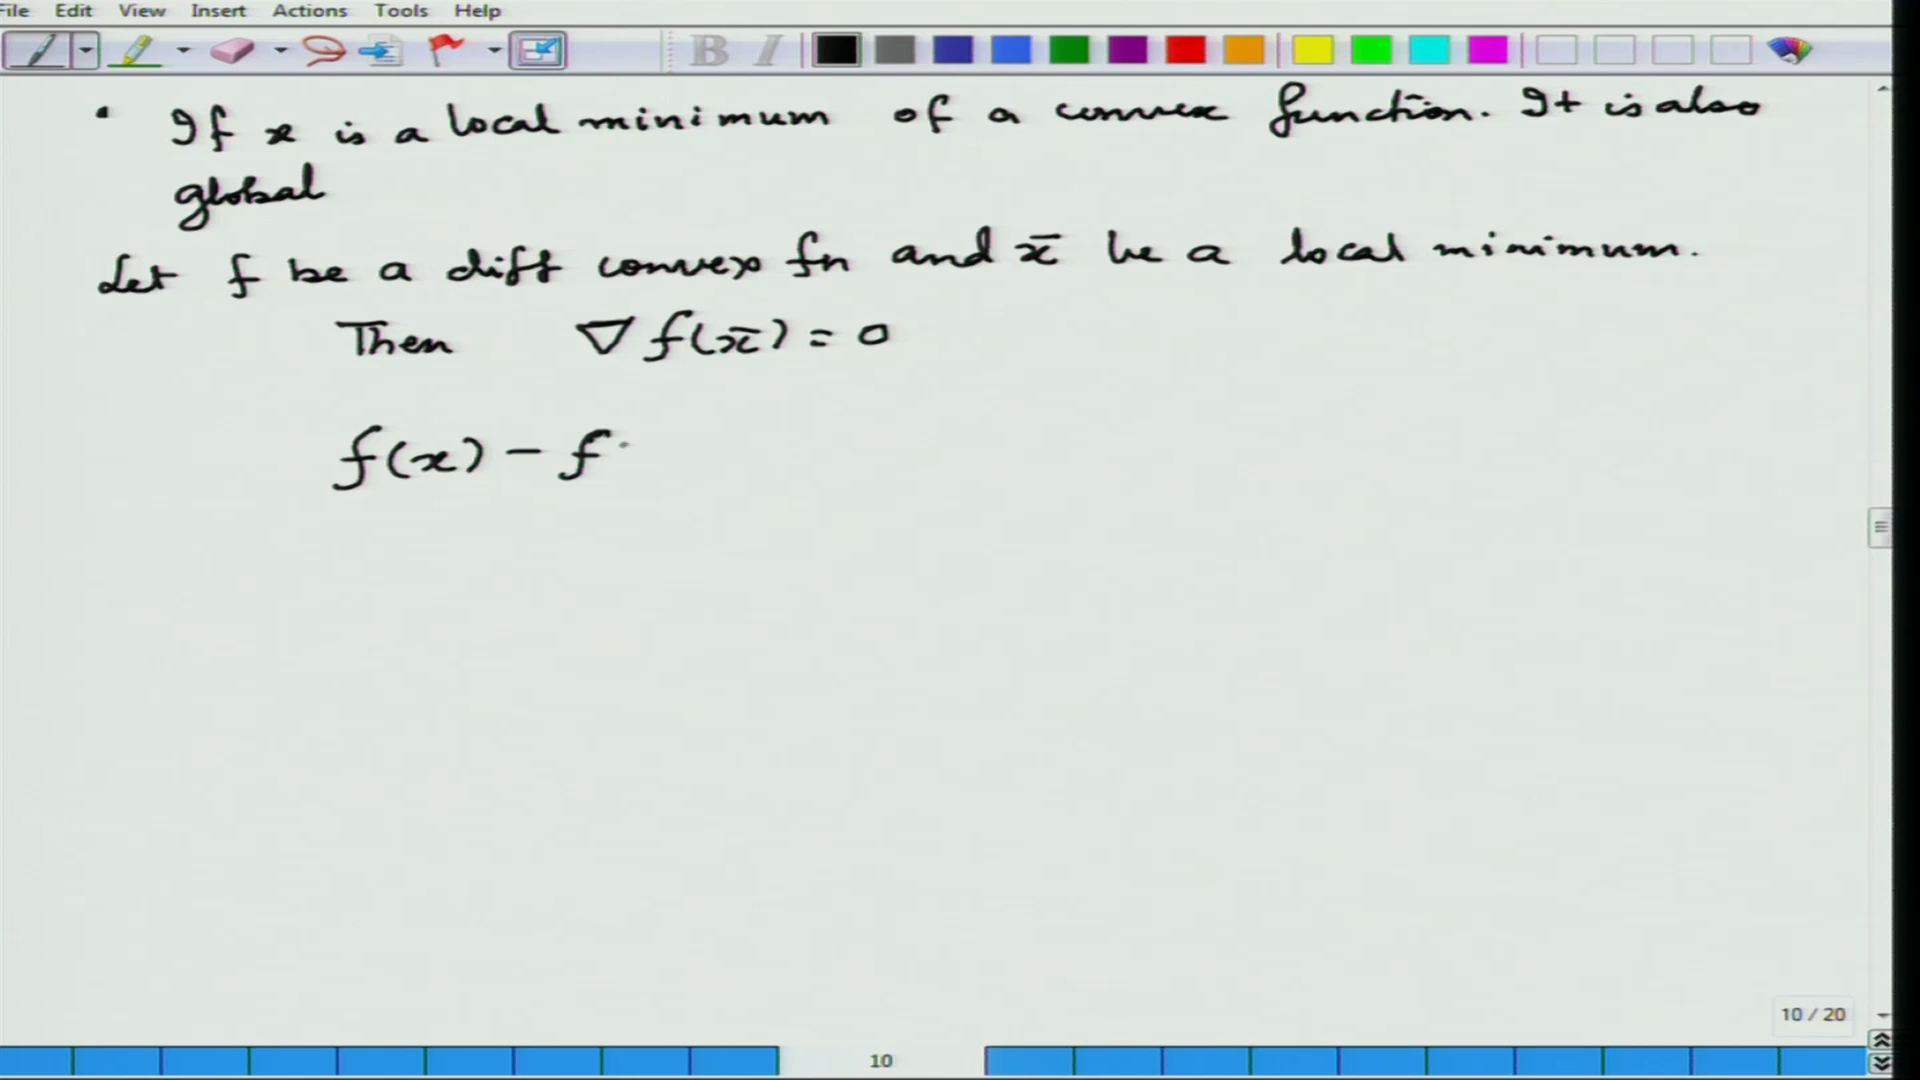 File Edit View Insert Actions Tools Help
B I
• If x is a local minimum of a convex function. It is also
global
Let f be a diff convex fn and x̄ be a local minimum.
Then ∇f(x̄) = 0
f(x) - f
10 / 20
10